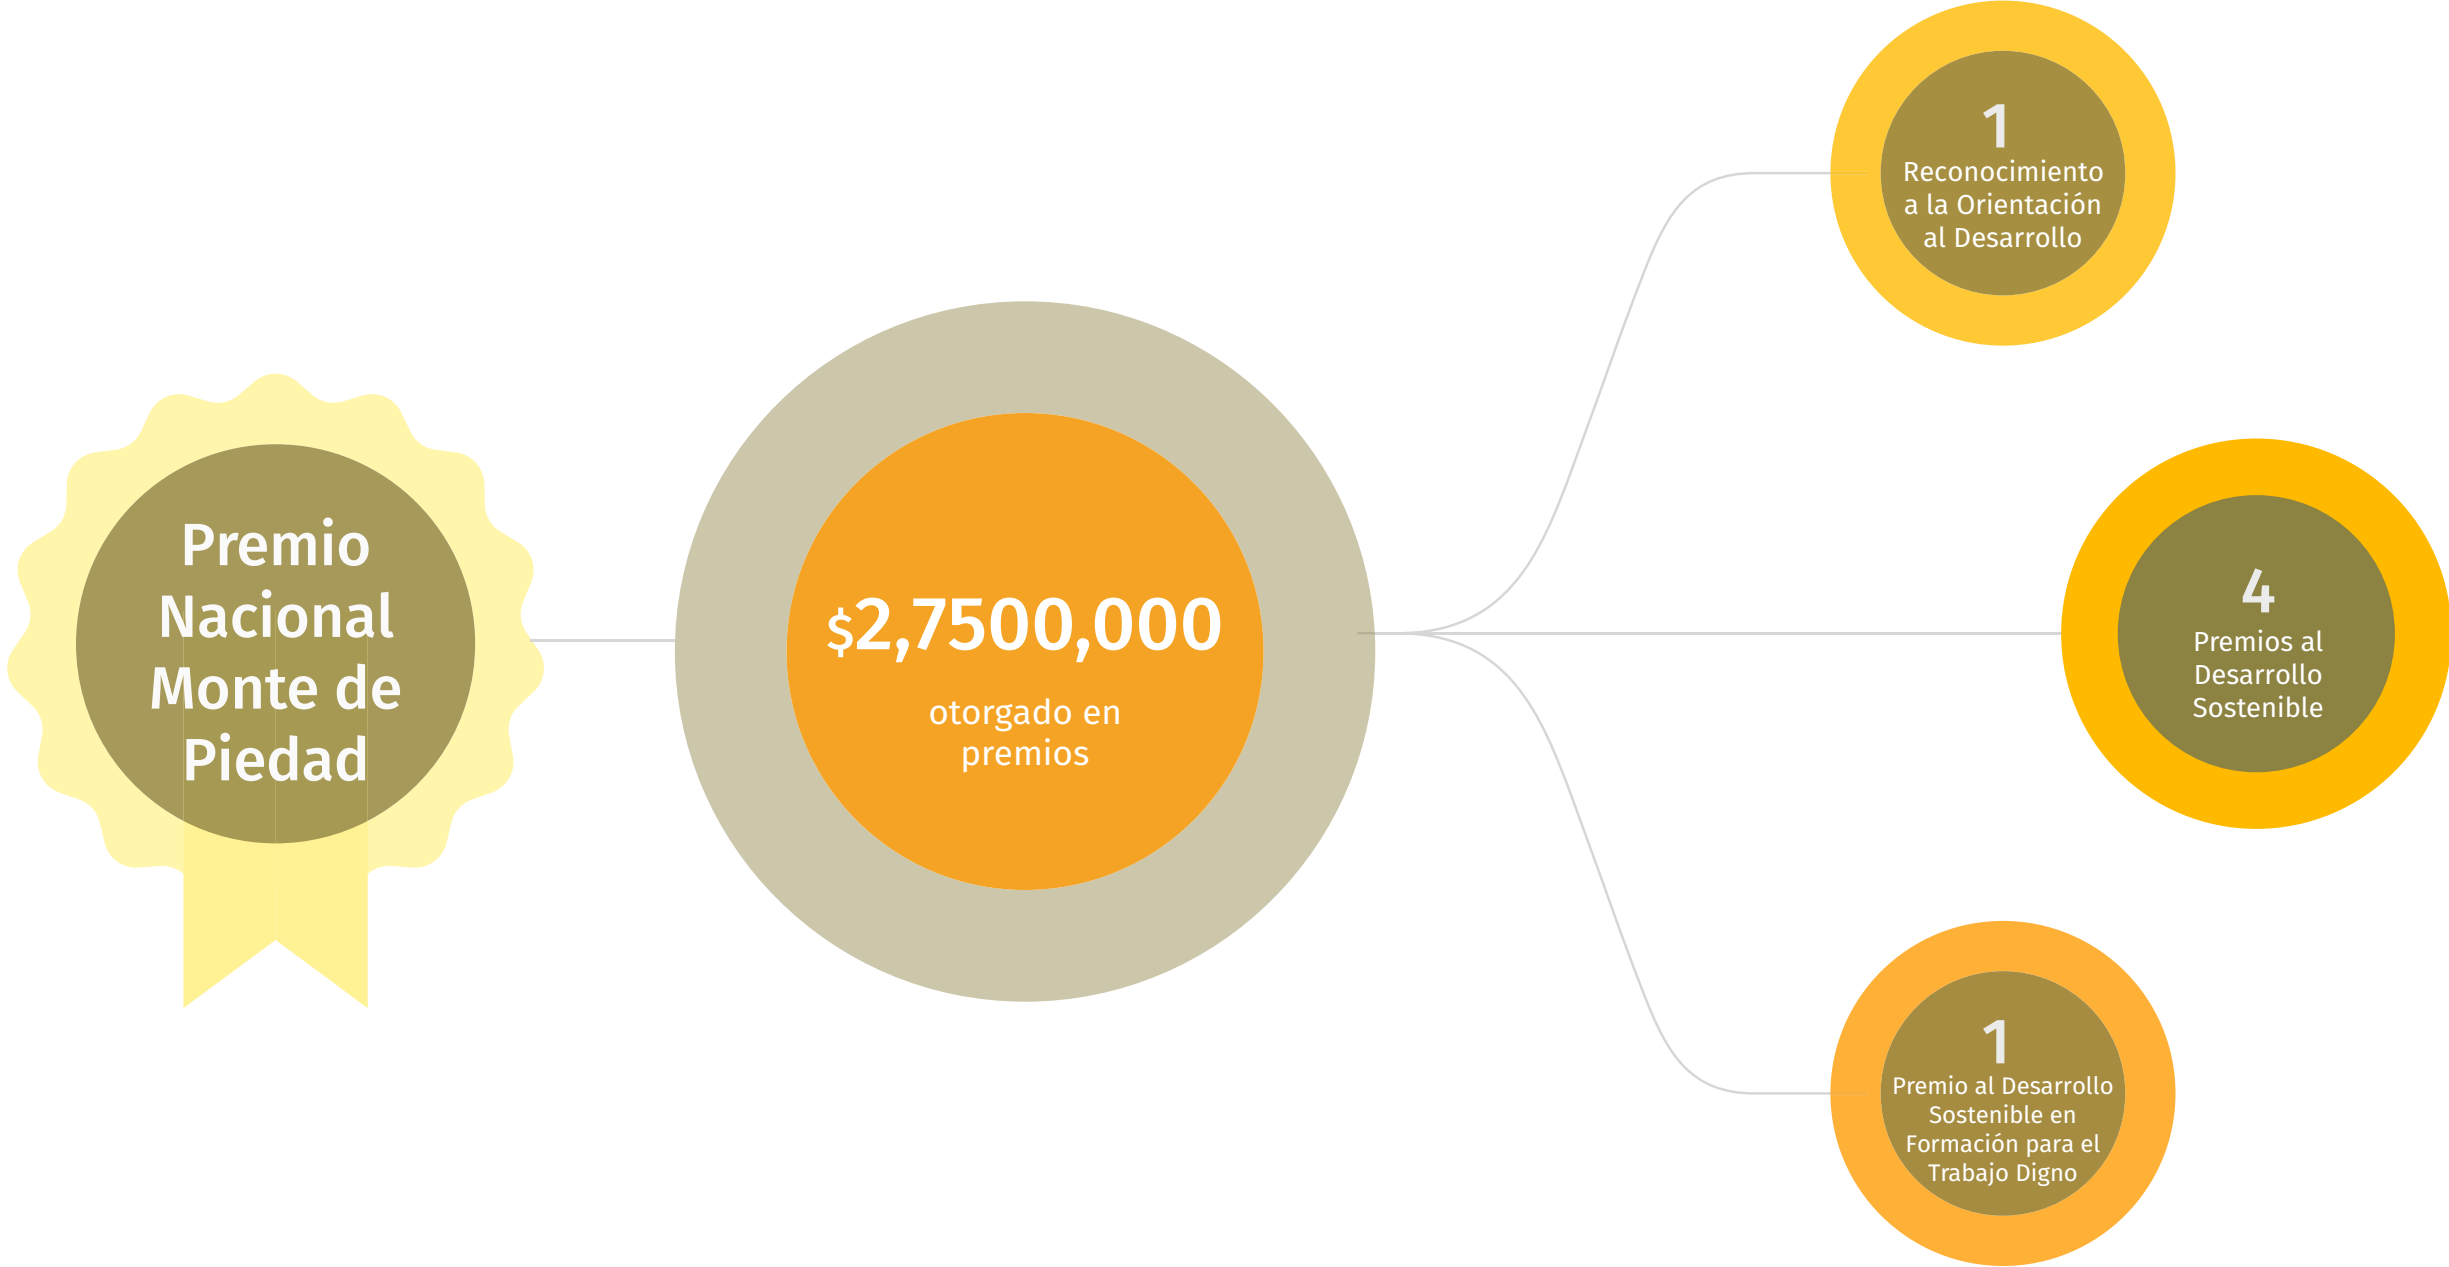 Premio
Nacional
Monte de
Piedad
$2,7500,000
otorgado en
premios
1
Reconocimiento
a la Orientación
al Desarrollo
4
Premios al
Desarrollo
Sostenible
1
Premio al Desarrollo
Sostenible en
Formación para el
Trabajo Digno